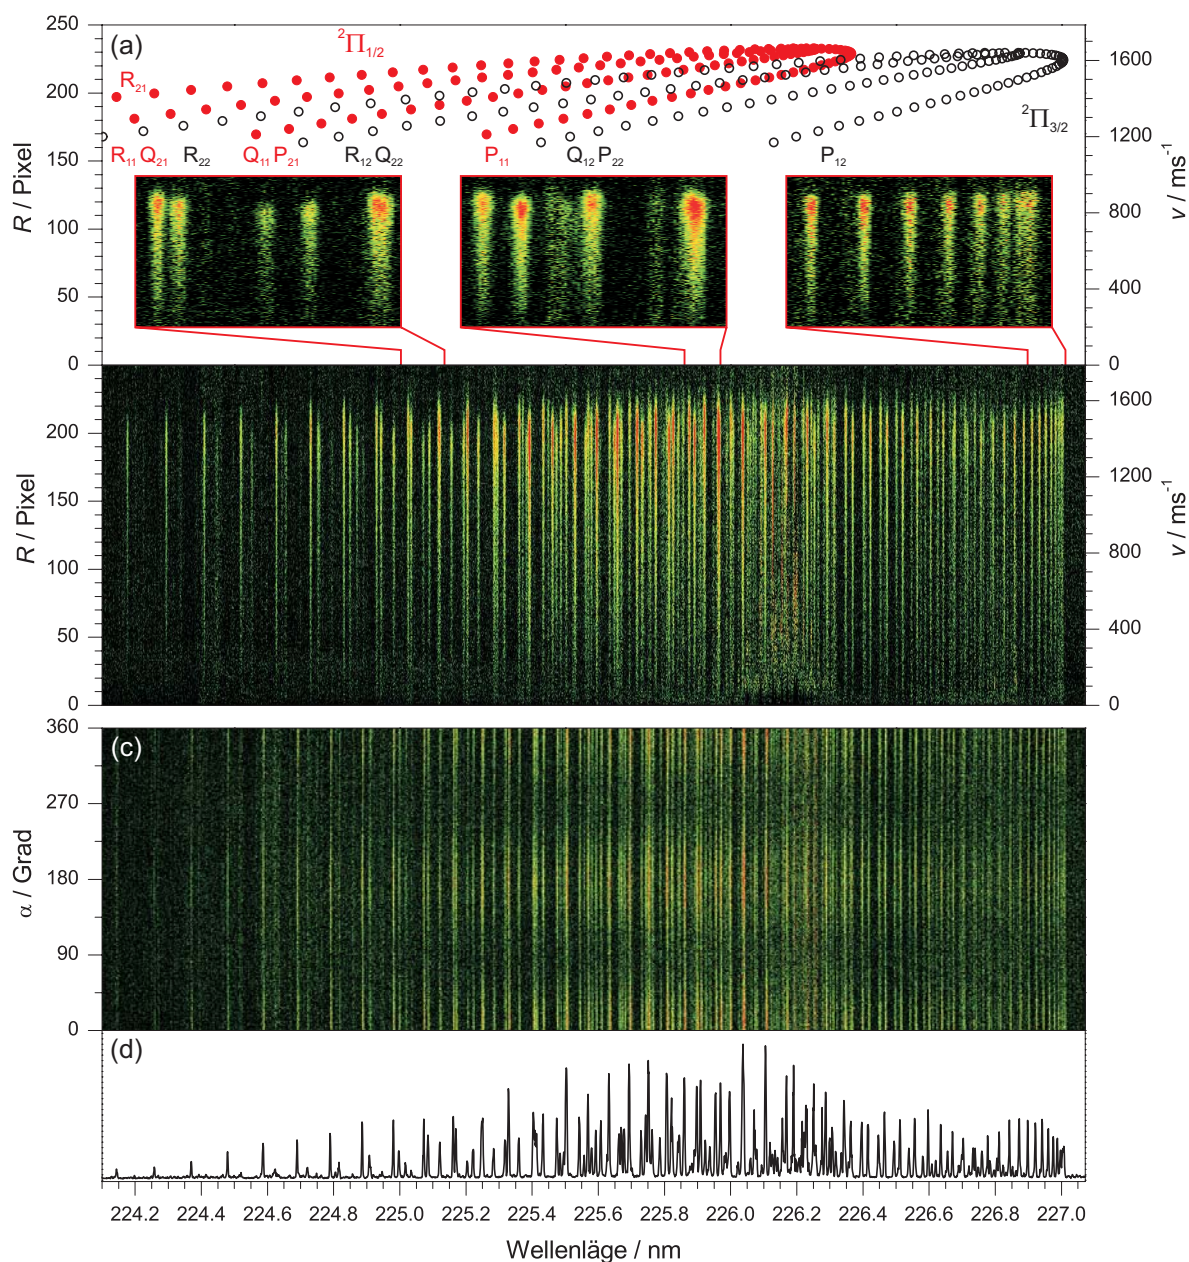 (a)
250
200
150
100
50
0
R / Pixel
1600
1200
800
400
0
v / ms⁻¹
²Π₁/₂
R₂₁
²Π₃/₂
R₁₁ Q₂₁ R₂₂ Q₁₁ P₂₁ R₁₂ Q₂₂ P₁₁ Q₁₂ P₂₂ P₁₂
200
150
100
50
0
R / Pixel
1600
1200
800
400
0
v / ms⁻¹
(c)
360
270
180
90
0
α / Grad
(d)
224.2 224.4 224.6 224.8 225.0 225.2 225.4 225.6 225.8 226.0 226.2 226.4 226.6 226.8 227.0
Wellenläge / nm